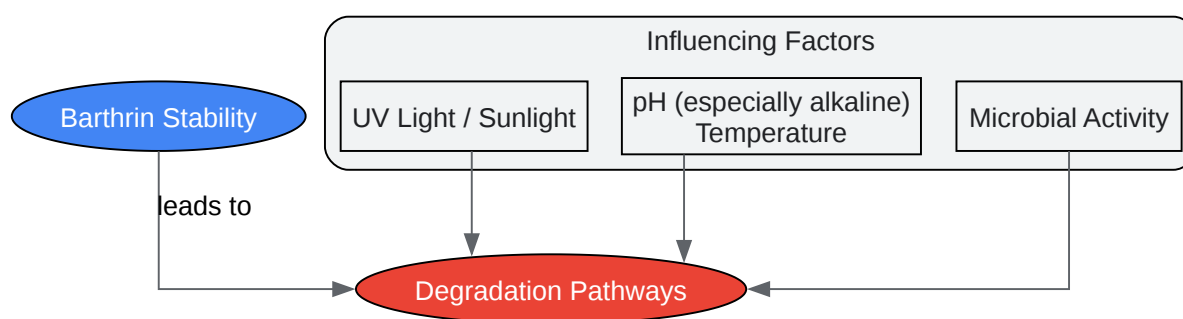 Influencing Factors
Barthrin Stability
UV Light / Sunlight
pH (especially alkaline)
Temperature
Microbial Activity
leads to
Degradation Pathways